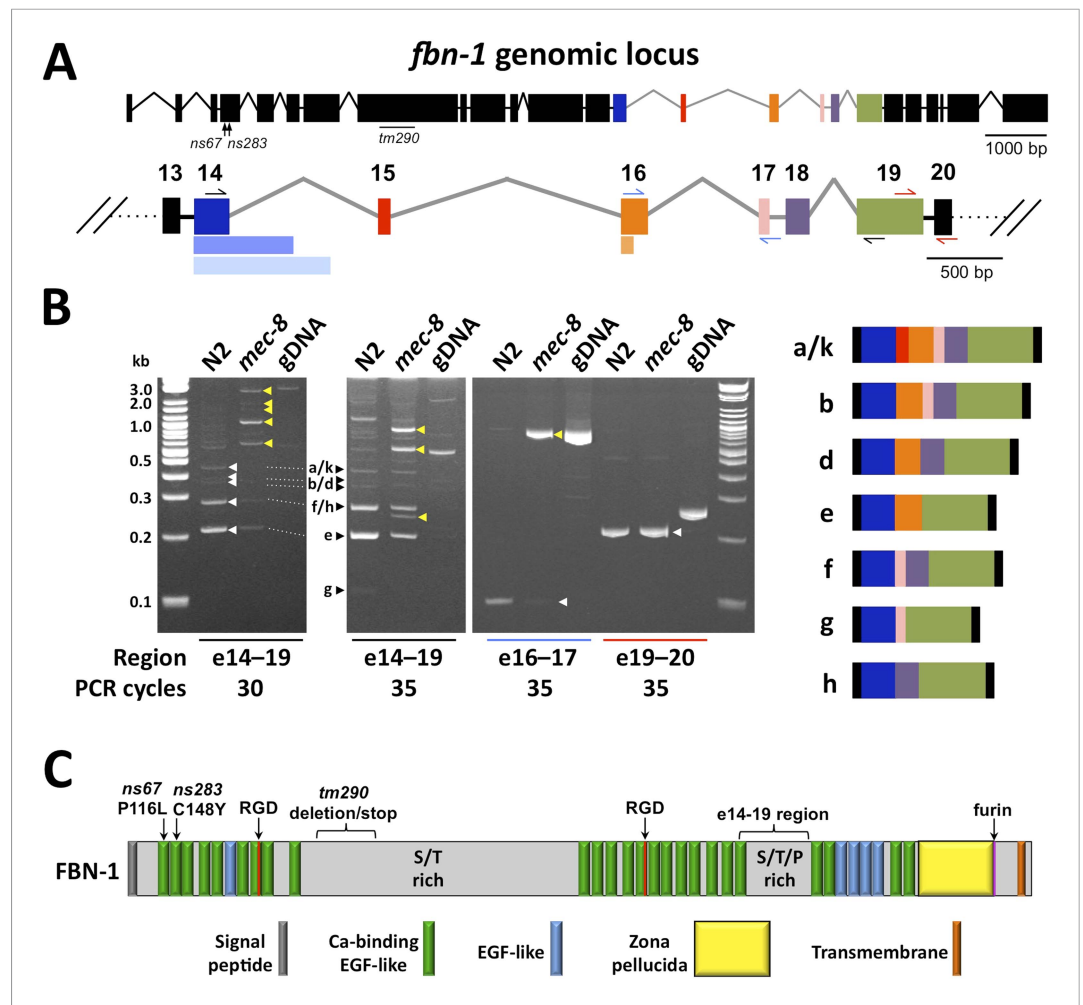 A
fbn-1 genomic locus
ns67 ns283
tm290
1000 bp
13 14 15 16 17 18 19 20
500 bp
B
N2 mec-8 gDNA N2 mec-8 gDNA N2 mec-8 gDNA N2 mec-8 gDNA
kb
3.0
2.0
1.0
0.5
0.3
0.2
0.1
a/k
b/d
f/h
e
g
Region e14–19 e14–19 e16–17 e19–20
PCR cycles 30 35 35 35
a/k
b
d
e
f
g
h
C
ns67
P116L
ns283
C148Y
RGD
tm290
deletion/stop
RGD
e14-19 region
furin
FBN-1
S/T
rich
S/T/P
rich
Signal
peptide
Ca-binding
EGF-like
EGF-like
Zona
pellucida
Transmembrane